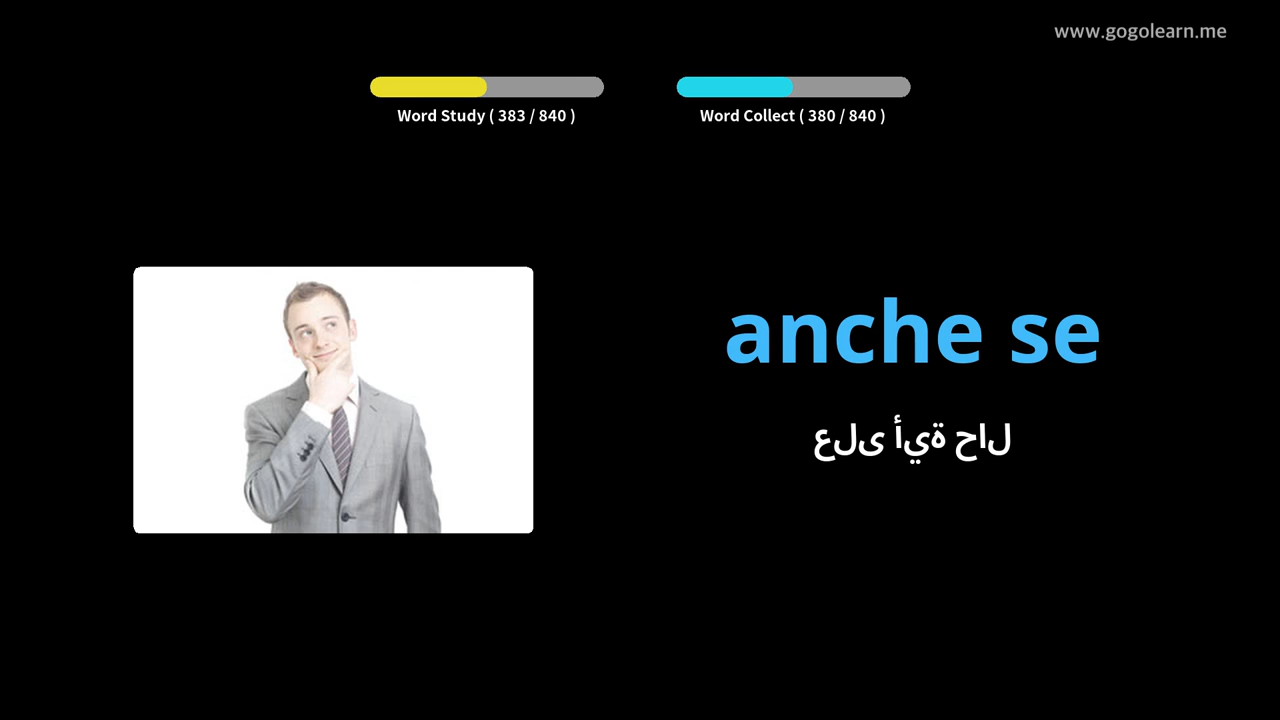 www.gogolearn.me
Word Study ( 383 / 840 )
Word Collect ( 380 / 840 )
anche se
على أية حال